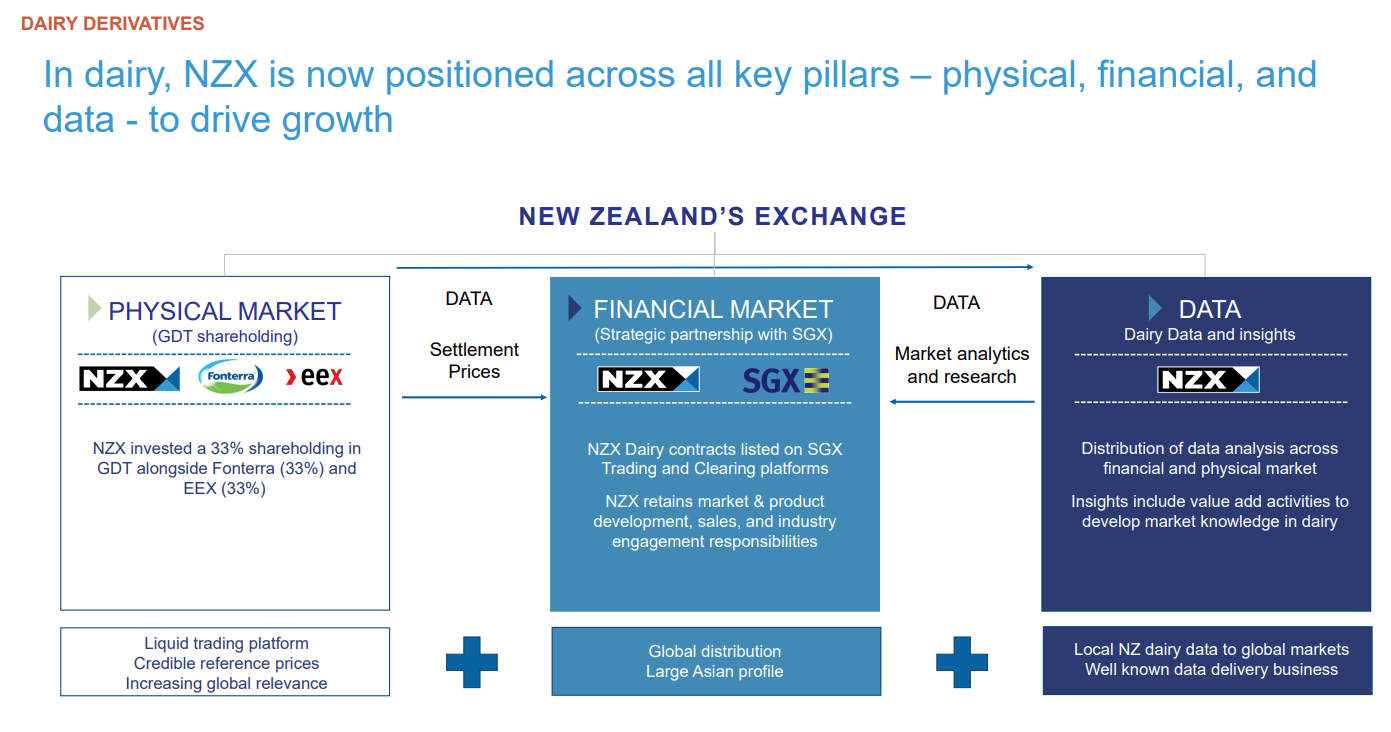 DAIRY DERIVATIVES
In dairy, NZX is now positioned across all key pillars – physical, financial, and
data - to drive growth
NEW ZEALAND’S EXCHANGE
PHYSICAL MARKET
(GDT shareholding)
NZX Fonterra eex
NZX invested a 33% shareholding in
GDT alongside Fonterra (33%) and
EEX (33%)
Liquid trading platform
Credible reference prices
Increasing global relevance
DATA
Settlement
Prices
FINANCIAL MARKET
(Strategic partnership with SGX)
NZX SGX
NZX Dairy contracts listed on SGX
Trading and Clearing platforms
NZX retains market & product
development, sales, and industry
engagement responsibilities
Global distribution
Large Asian profile
DATA
Market analytics
and research
DATA
Dairy Data and insights
NZX
Distribution of data analysis across
financial and physical market
Insights include value add activities to
develop market knowledge in dairy
Local NZ dairy data to global markets
Well known data delivery business